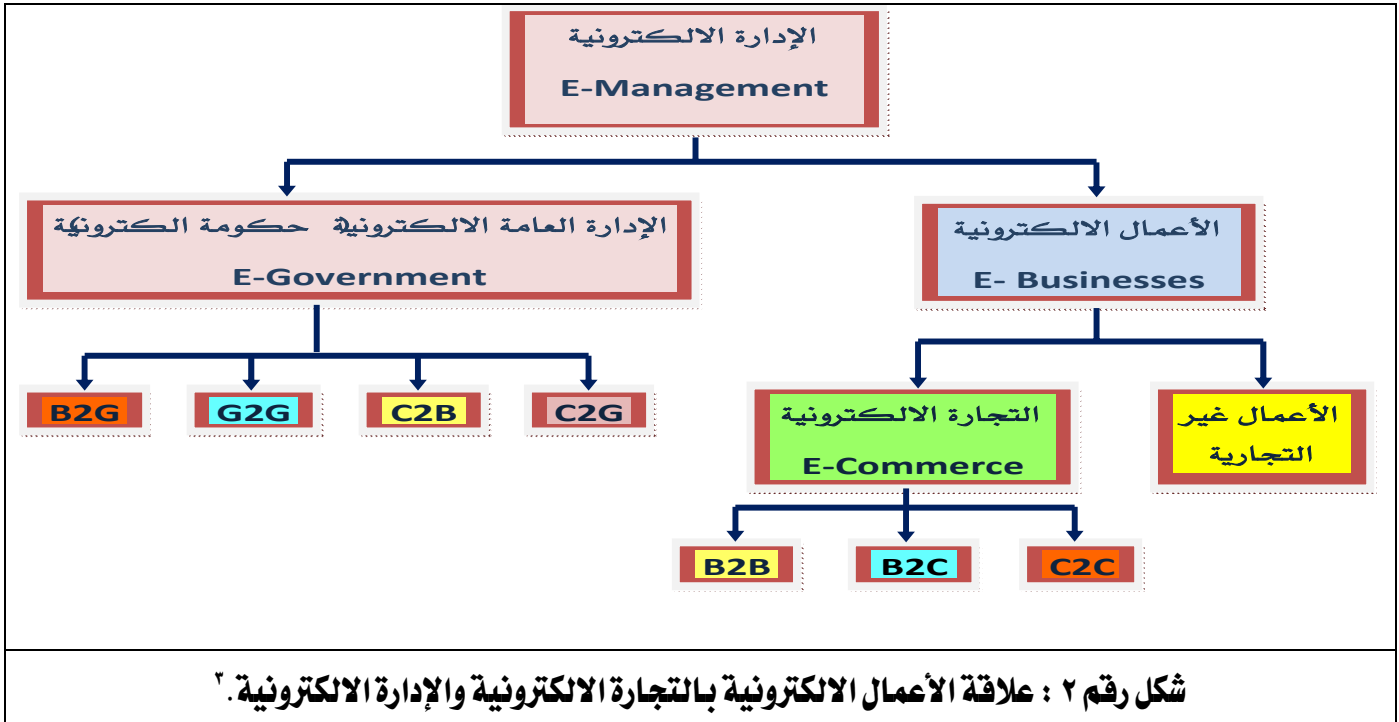 الإدارة الالكترونية
E-Management
الإدارة العامة الالكترونية حكومة الكترونية
E-Government
الأعمال الالكترونية
E- Businesses
B2G
G2G
C2B
C2G
التجارة الالكترونية
E-Commerce
الأعمال غير
التجارية
B2B
B2C
C2C
شكل رقم ٢ : علاقة الأعمال الالكترونية بالتجارة الالكترونية والإدارة الالكترونية.٣